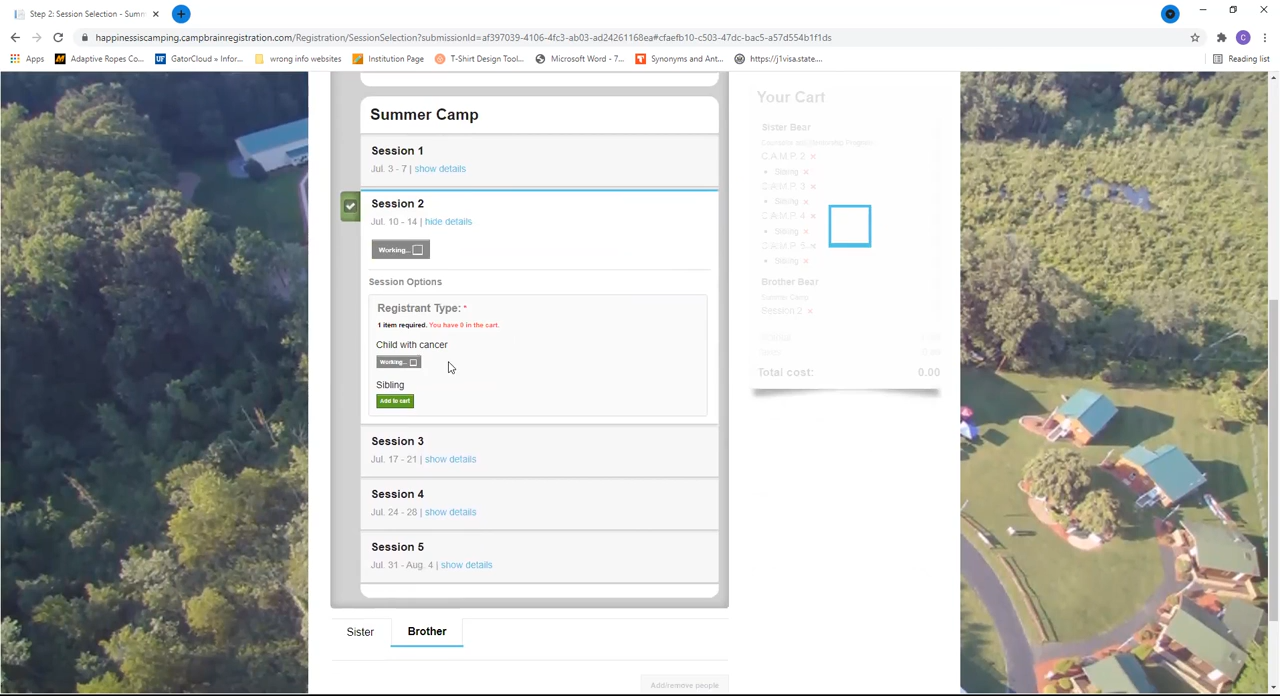 Step 2: Session Selection - Summ
happinessiscamping.campbrainregistration.com/Registration/SessionSelection?submissionId=af397039-4106-4fc3-ab03-ad24261168ea#cfaefb10-c503-47dc-bac5-a57d554b1f1ds
C
Apps
Adaptive Ropes Co...
GatorCloud » Infor...
wrong info websites
Institution Page
T-Shirt Design Tool...
Microsoft Word - 7...
Synonyms and Ant...
https://j1visa.state....
Reading list
Summer Camp
Session 1
Jul. 3 - 7 | show details
Session 2
Jul. 10 - 14 | hide details
Working...
Session Options
Registrant Type: *
1 item required. You have 0 in the cart.
Child with cancer
Working...
Sibling
Add to cart
Session 3
Jul. 17 - 21 | show details
Session 4
Jul. 24 - 28 | show details
Session 5
Jul. 31 - Aug. 4 | show details
Sister
Brother
Add/remove people
Your Cart
Sister Bear
C.A.M.P. 2 ×
Sibling ×
C.A.M.P. 3 ×
Sibling ×
C.A.M.P. 4 ×
Sibling ×
C.A.M.P. 5 ×
Sibling ×
Brother Bear
Summer Camp
Session 2 ×
Total cost: 0.00